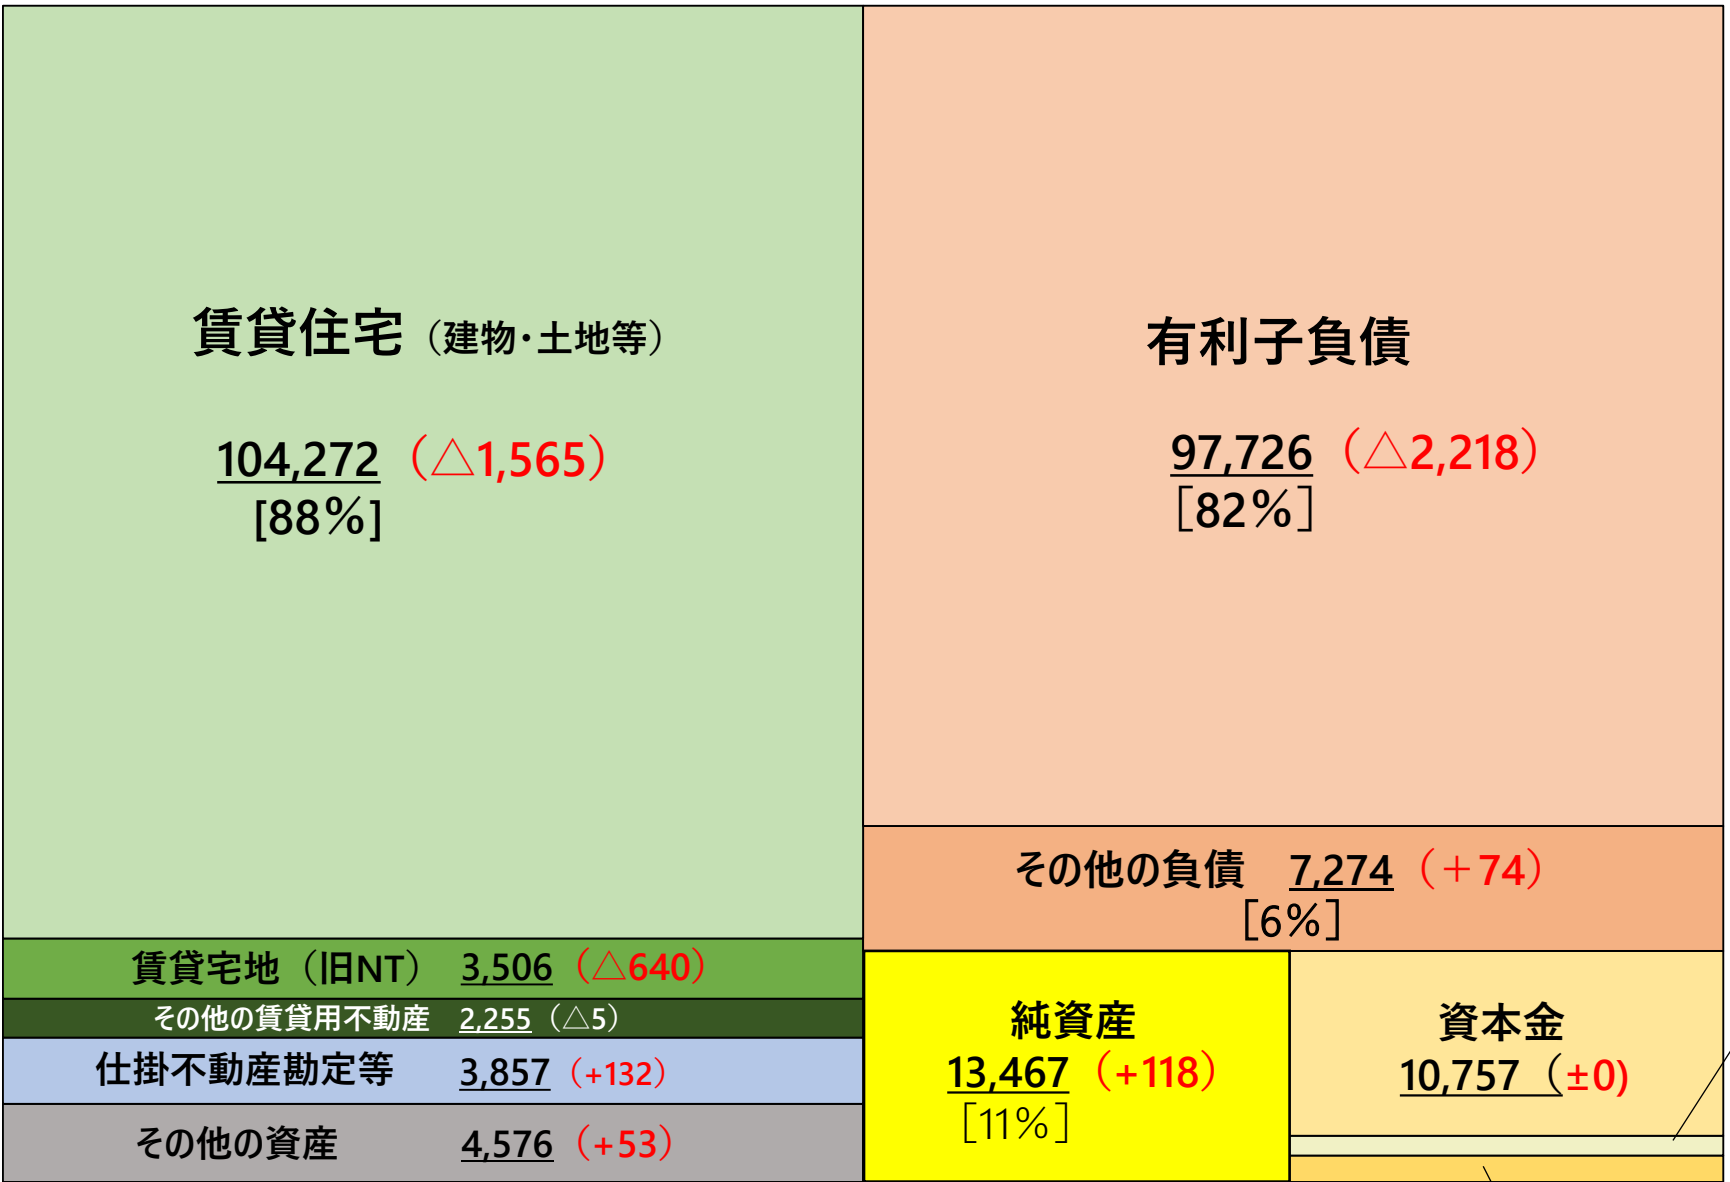 賃貸住宅（建物・土地等）
104,272（△1,565）
[88％]
賃貸宅地（旧NT） 3,506（△640）
その他の賃貸用不動産 2,255（△5）
仕掛不動産勘定等 3,857（+132）
その他の資産 4,576（+53）
有利子負債
97,726（△2,218）
［82％］
その他の負債 7,274（＋74）
［6％］
純資産
13,467（+118）
［11％］
資本金
10,757（±0)